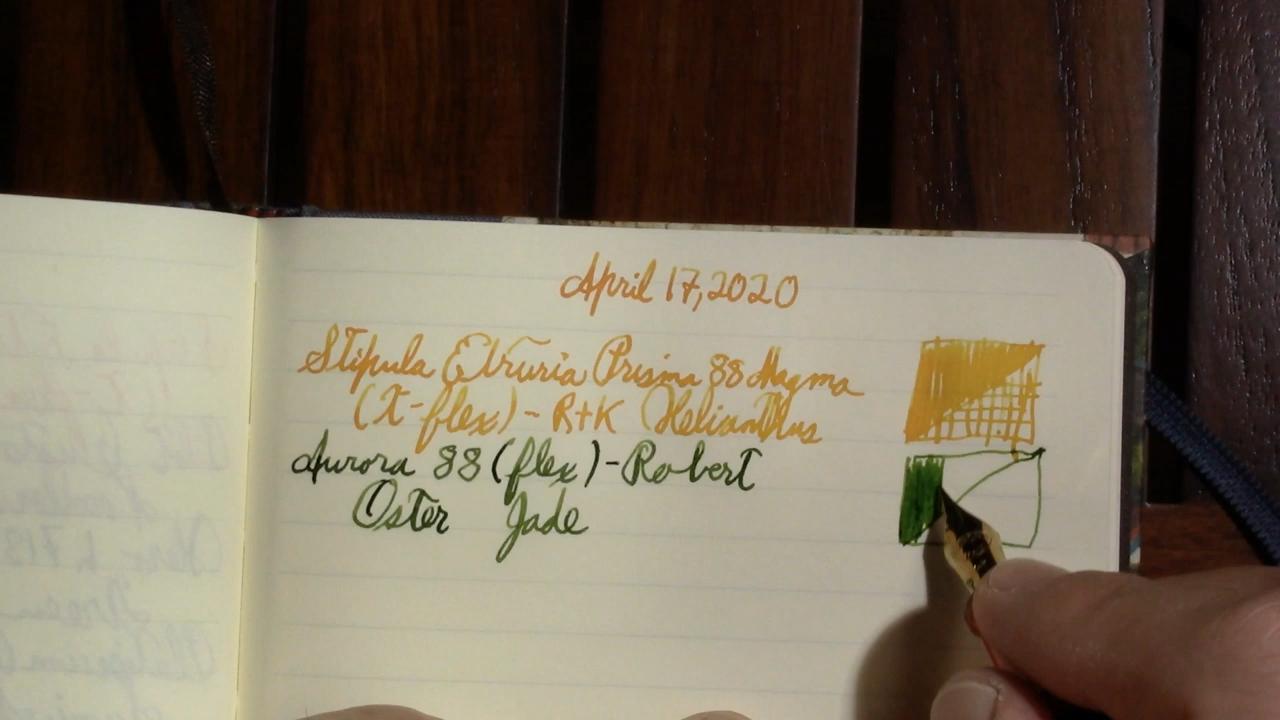 April 17, 2020
Stipula Etruria Prisma 88 Magma
(T-flex) - R+K Helianthus
Aurora 88 (flex) - Robert
Oster Jade